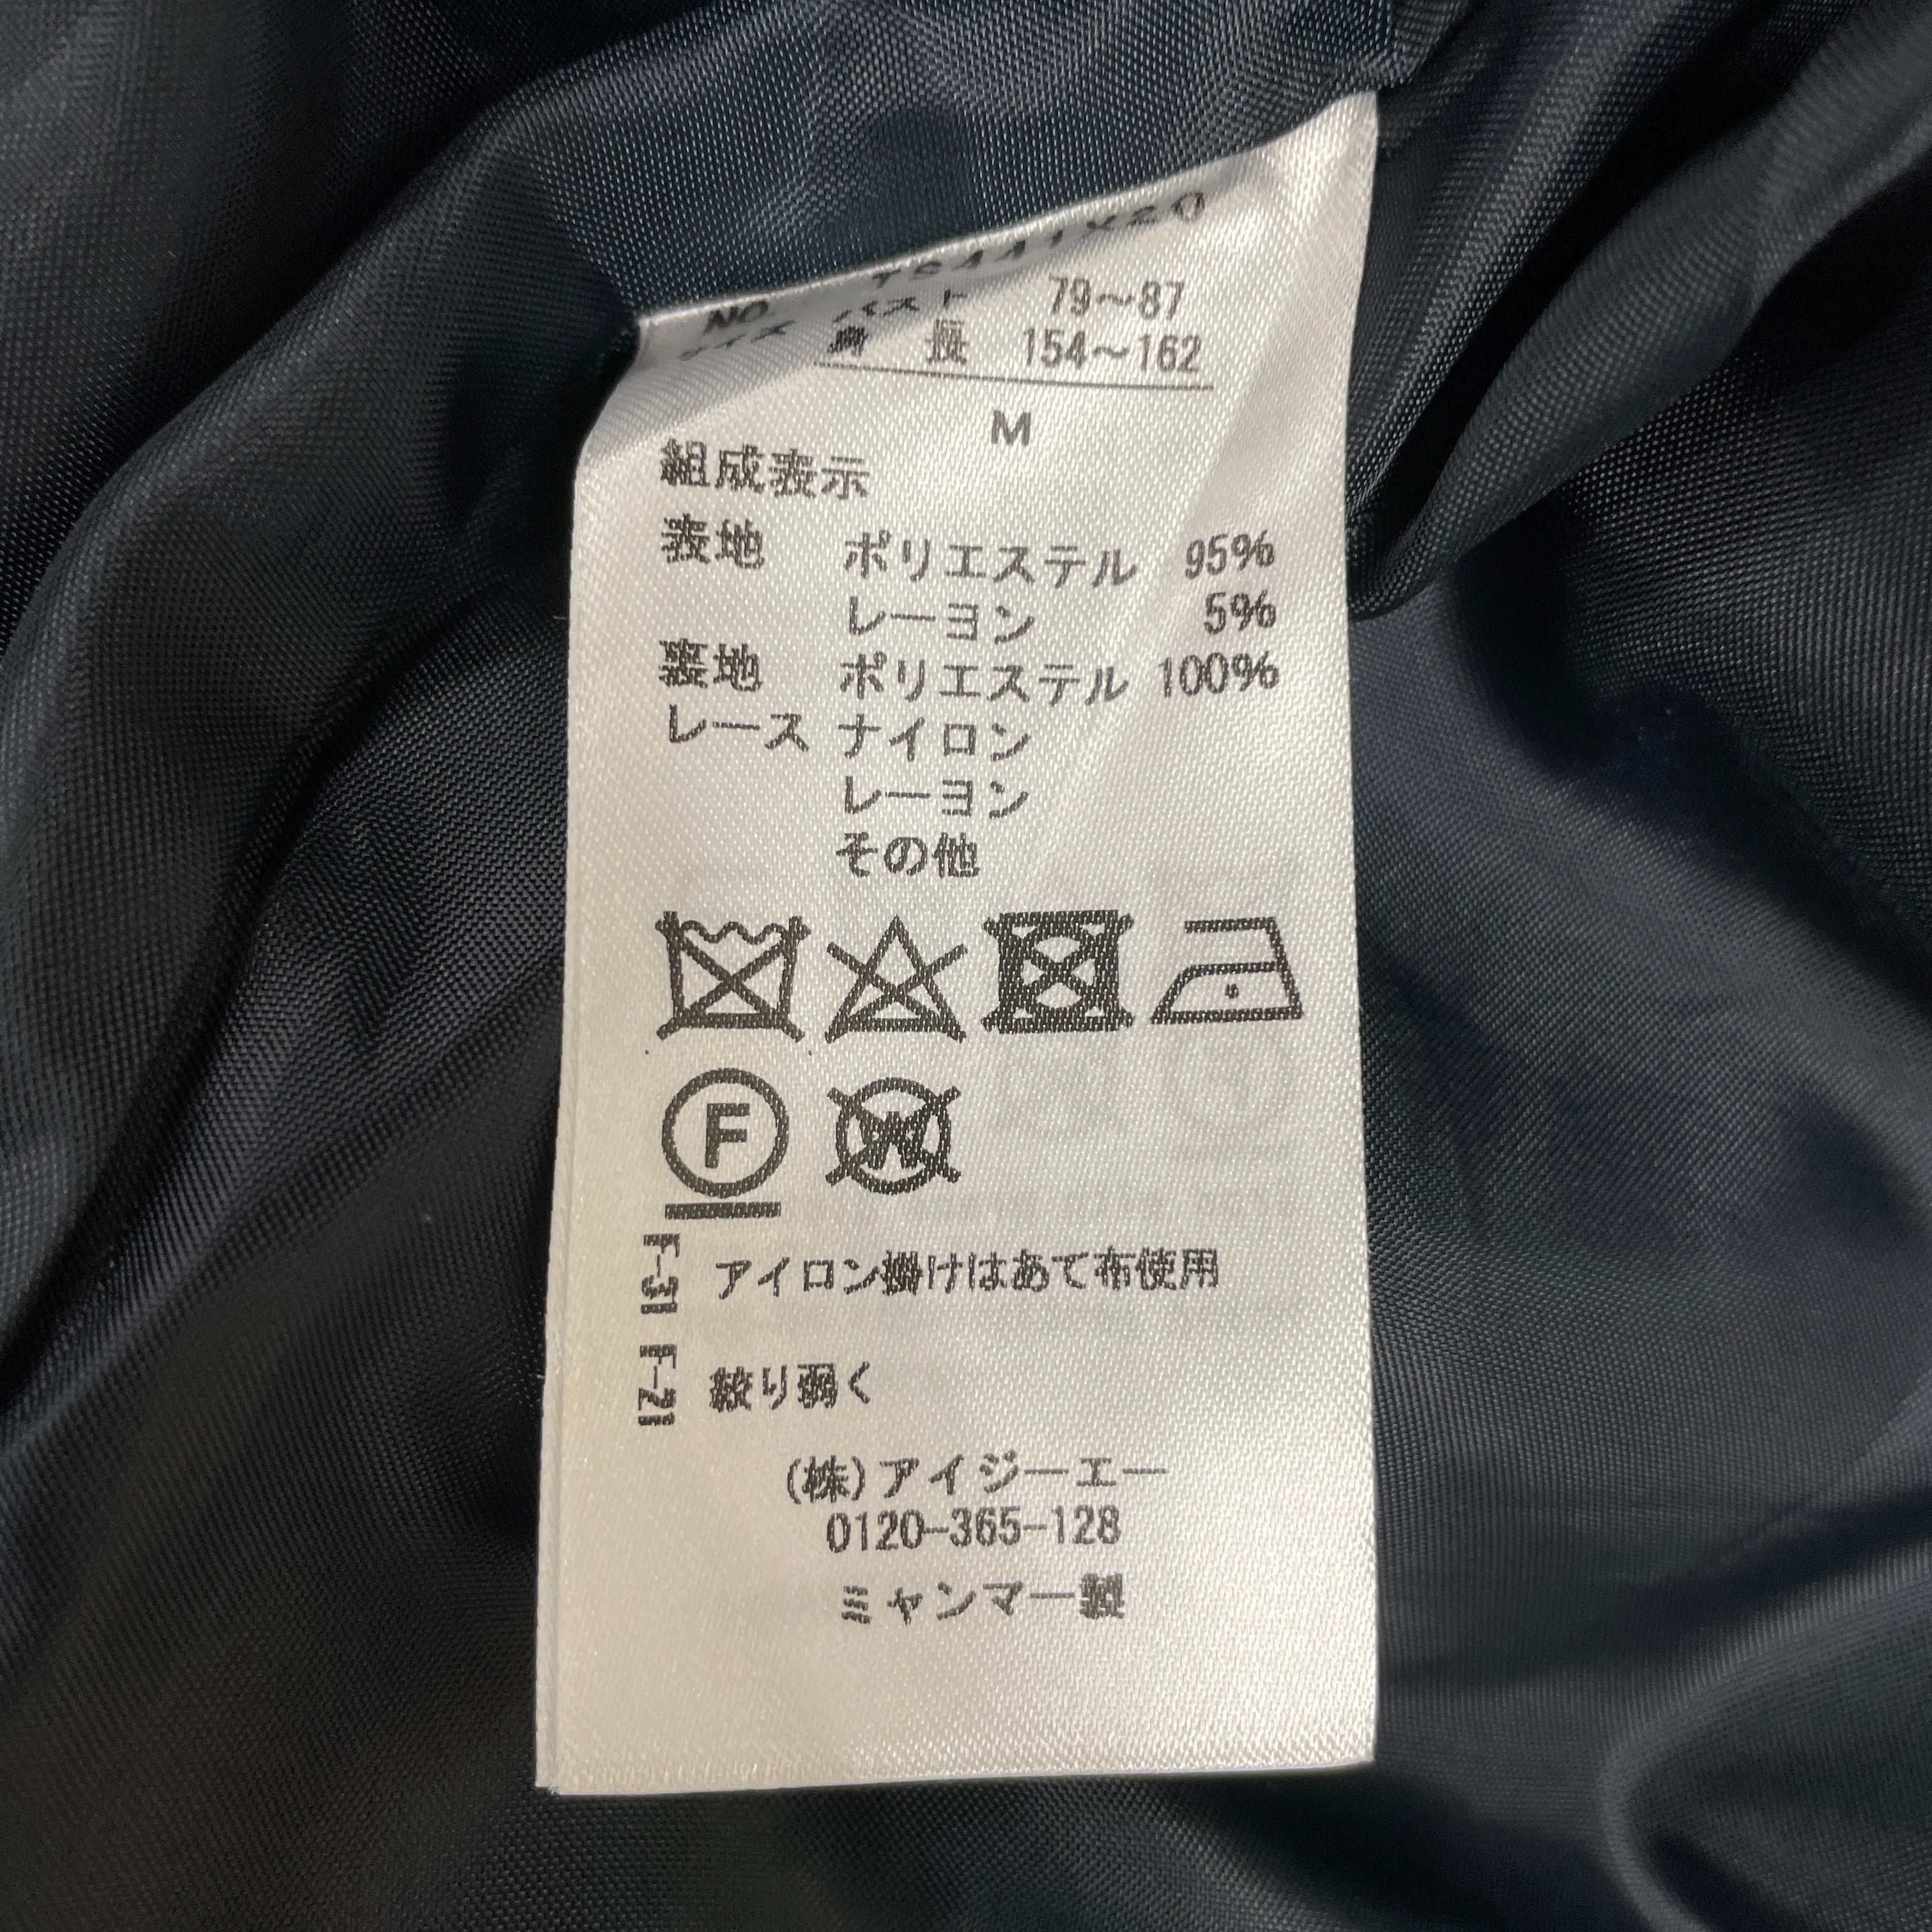 NO. TS441X20
サイズ バスト 79～87
身 長 154～162
M
組成表示
表地 ポリエステル 95%
レーヨン 5%
裏地 ポリエステル 100%
レース ナイロン
レーヨン
その他
F
W
F-31 アイロン掛けはあて布使用
F-21 絞り弱く
(株)アイジーエー
0120-365-128
ミャンマー製